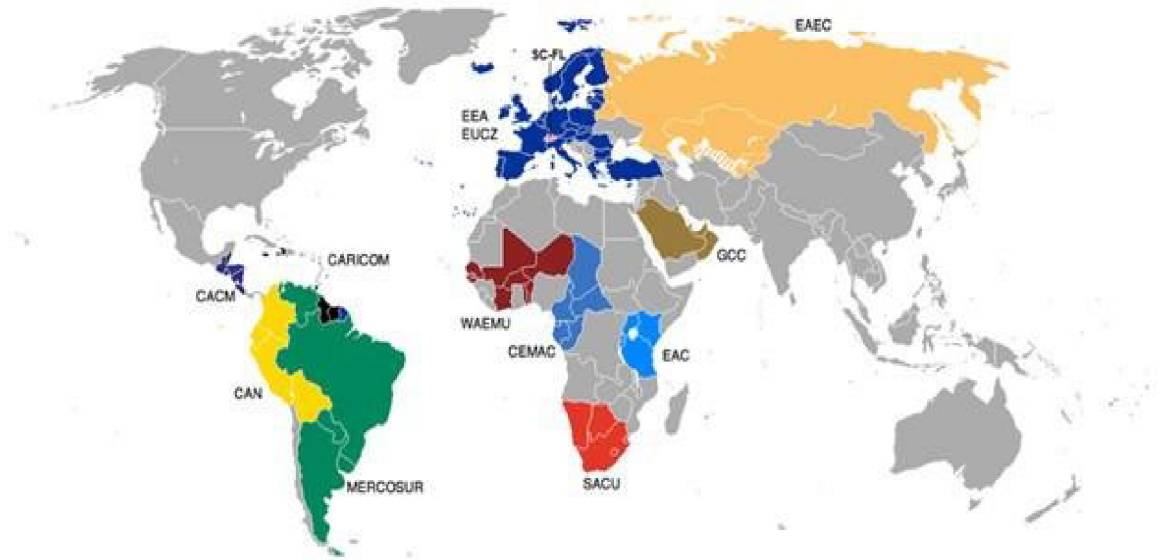 EAEC
SC-FL
EEA
EUCZ
CARICOM
GCC
CACM
WAEMU
CEMAC
EAC
CAN
SACU
MERCOSUR